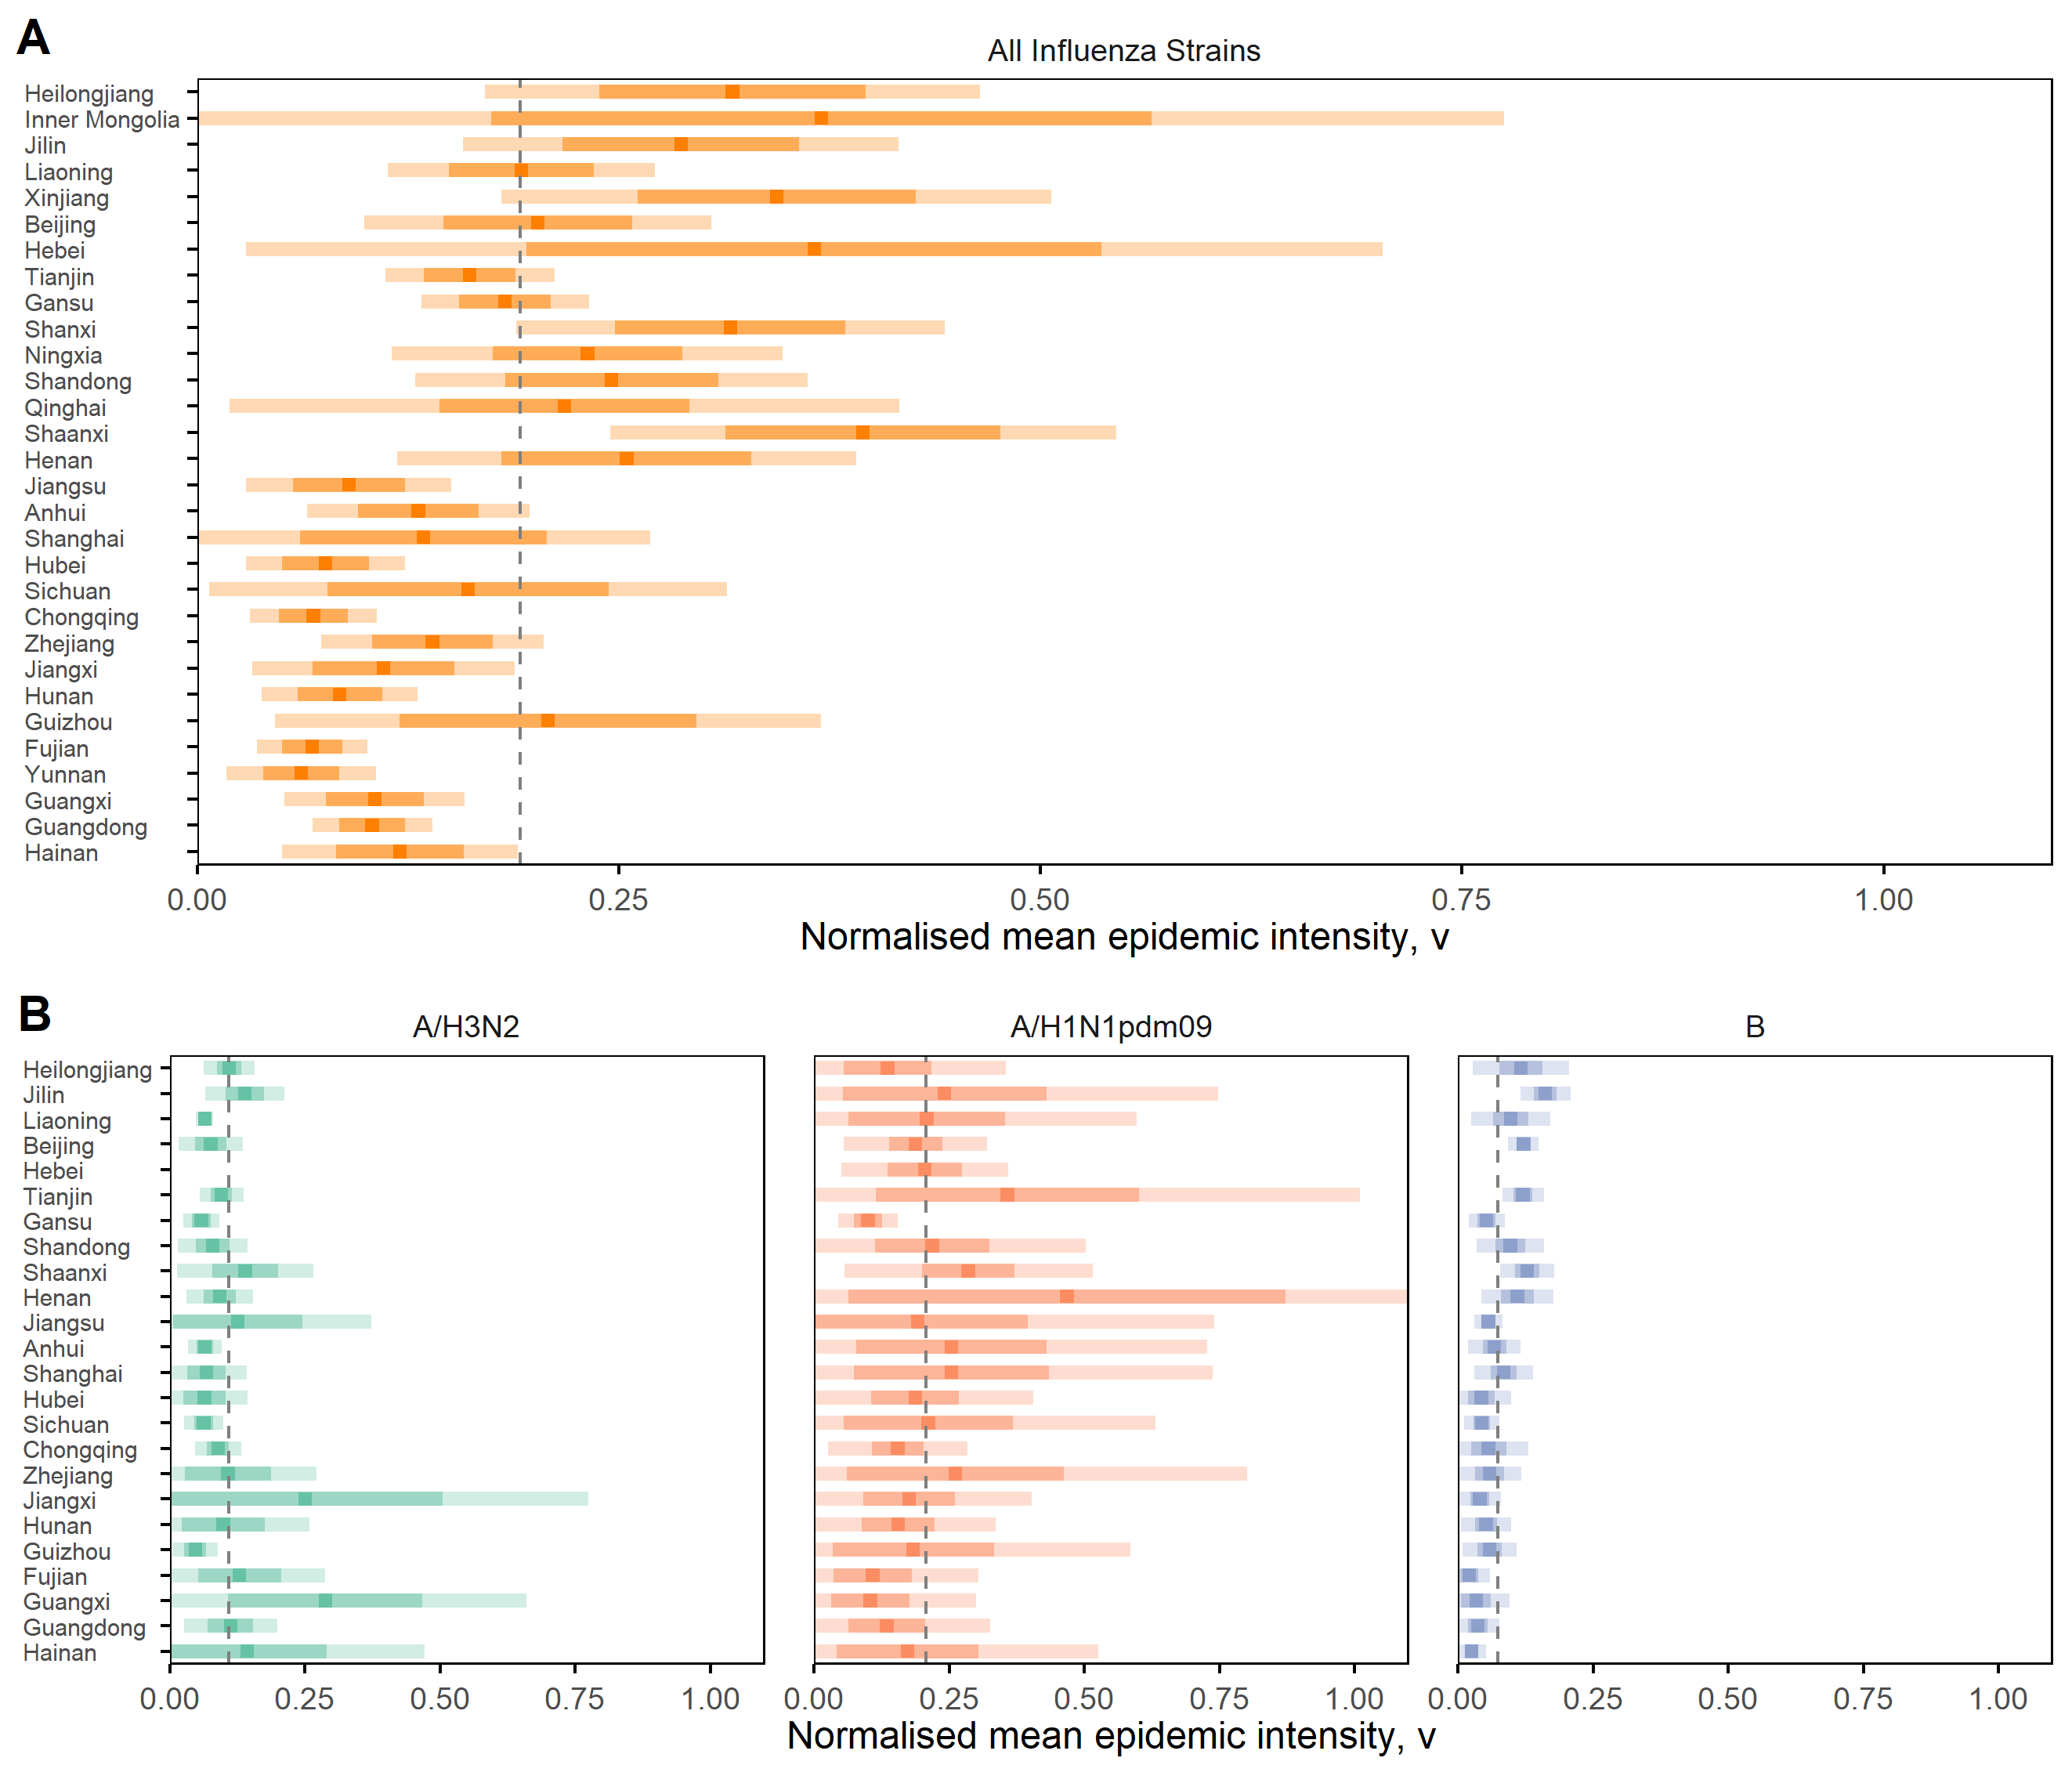 A
All Influenza Strains
Heilongjiang
Inner Mongolia
Jilin
Liaoning
Xinjiang
Beijing
Hebei
Tianjin
Gansu
Shanxi
Ningxia
Shandong
Qinghai
Shaanxi
Henan
Jiangsu
Anhui
Shanghai
Hubei
Sichuan
Chongqing
Zhejiang
Jiangxi
Hunan
Guizhou
Fujian
Yunnan
Guangxi
Guangdong
Hainan
0.00 0.25 0.50 0.75 1.00
Normalised mean epidemic intensity, v
B
A/H3N2 A/H1N1pdm09 B
Heilongjiang
Jilin
Liaoning
Beijing
Hebei
Tianjin
Gansu
Shandong
Shaanxi
Henan
Jiangsu
Anhui
Shanghai
Hubei
Sichuan
Chongqing
Zhejiang
Jiangxi
Hunan
Guizhou
Fujian
Guangxi
Guangdong
Hainan
0.00 0.25 0.50 0.75 1.00 0.00 0.25 0.50 0.75 1.00 0.00 0.25 0.50 0.75 1.00
Normalised mean epidemic intensity, v